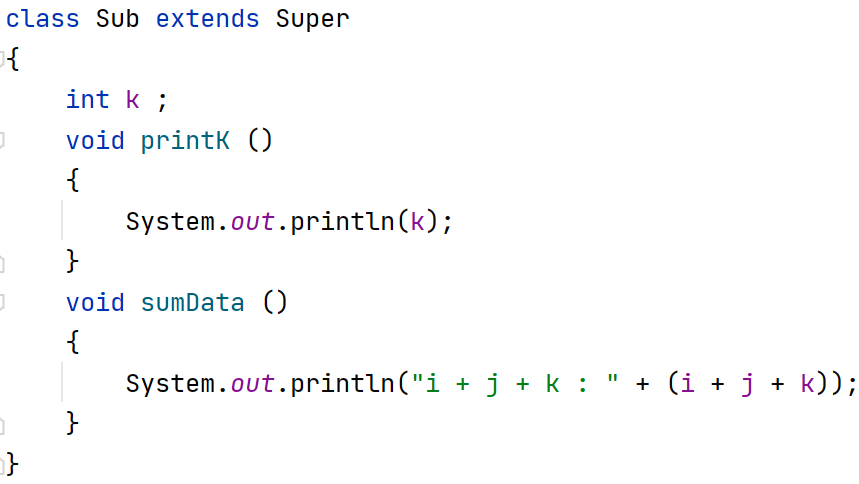 class Sub extends Super
{
    int k ;
    void printK ()
    {
        System.out.println(k);
    }
    void sumData ()
    {
        System.out.println("i + j + k : " + (i + j + k));
    }
}